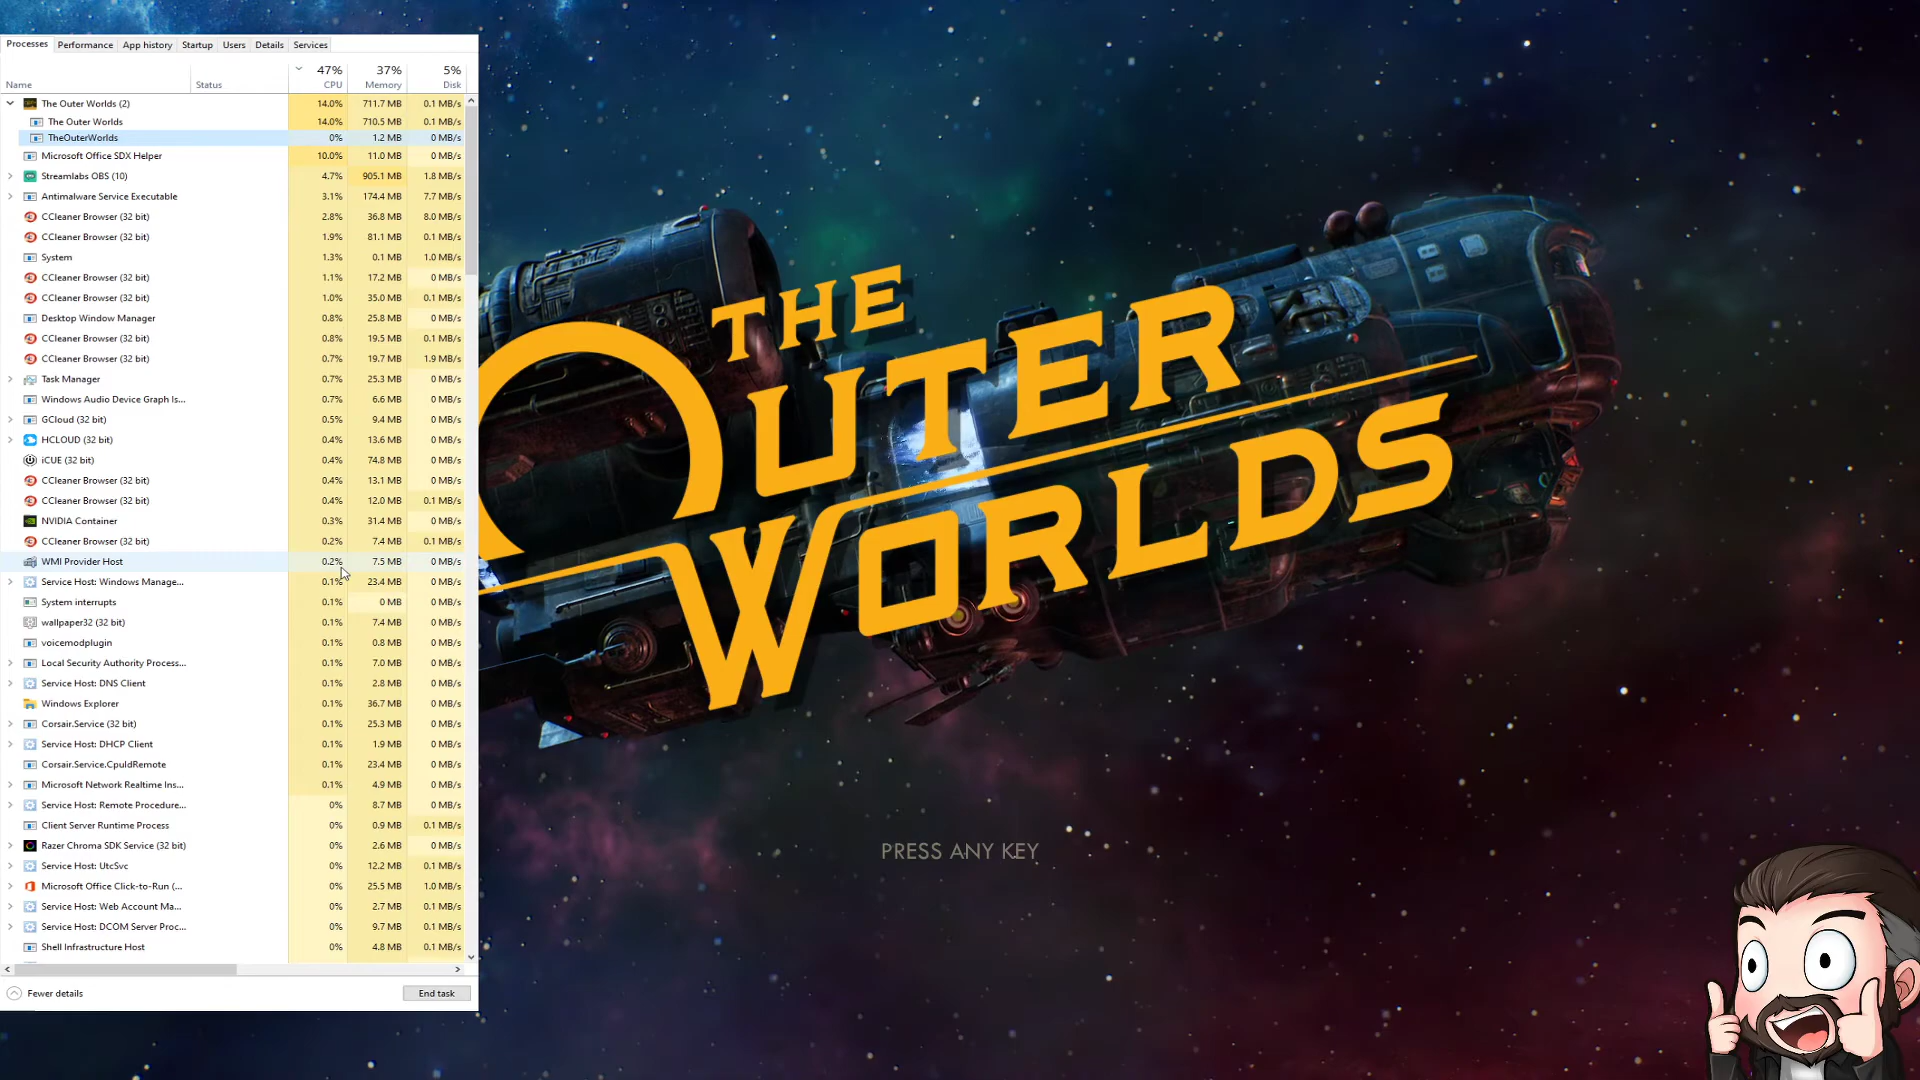 Processes Performance App history Startup Users Details Services
47% 37% 5%
Name Status CPU Memory Disk
The Outer Worlds (2) 14.0% 711.7 MB 0.1 MB/s
The Outer Worlds 14.0% 710.5 MB 0.1 MB/s
TheOuterWorlds 0% 1.2 MB 0 MB/s
Microsoft Office SDX Helper 10.0% 11.0 MB 0 MB/s
Streamlabs OBS (10) 4.7% 905.1 MB 1.8 MB/s
Antimalware Service Executable 3.1% 174.4 MB 7.7 MB/s
CCleaner Browser (32 bit) 2.8% 36.8 MB 8.0 MB/s
CCleaner Browser (32 bit) 1.9% 81.1 MB 0.1 MB/s
System 1.3% 0.1 MB 1.0 MB/s
CCleaner Browser (32 bit) 1.1% 17.2 MB 0 MB/s
CCleaner Browser (32 bit) 1.0% 35.0 MB 0.1 MB/s
Desktop Window Manager 0.8% 25.8 MB 0 MB/s
CCleaner Browser (32 bit) 0.8% 19.5 MB 0.1 MB/s
CCleaner Browser (32 bit) 0.7% 19.7 MB 1.9 MB/s
Task Manager 0.7% 25.3 MB 0 MB/s
Windows Audio Device Graph Is... 0.7% 6.6 MB 0 MB/s
GCloud (32 bit) 0.5% 9.4 MB 0 MB/s
HCLOUD (32 bit) 0.4% 13.6 MB 0 MB/s
iCUE (32 bit) 0.4% 74.8 MB 0 MB/s
CCleaner Browser (32 bit) 0.4% 13.1 MB 0 MB/s
CCleaner Browser (32 bit) 0.4% 12.0 MB 0.1 MB/s
NVIDIA Container 0.3% 31.4 MB 0 MB/s
CCleaner Browser (32 bit) 0.2% 7.4 MB 0.1 MB/s
WMI Provider Host 0.2% 7.5 MB 0 MB/s
Service Host: Windows Manage... 0.1% 23.4 MB 0 MB/s
System interrupts 0.1% 0 MB 0 MB/s
wallpaper32 (32 bit) 0.1% 7.4 MB 0 MB/s
voicemodplugin 0.1% 0.8 MB 0 MB/s
Local Security Authority Process... 0.1% 7.0 MB 0 MB/s
Service Host: DNS Client 0.1% 2.8 MB 0 MB/s
Windows Explorer 0.1% 36.7 MB 0 MB/s
Corsair.Service (32 bit) 0.1% 25.3 MB 0 MB/s
Service Host: DHCP Client 0.1% 1.9 MB 0 MB/s
Corsair.Service.CpuIdRemote 0.1% 23.4 MB 0 MB/s
Microsoft Network Realtime Ins... 0.1% 4.9 MB 0 MB/s
Service Host: Remote Procedure... 0% 8.7 MB 0 MB/s
Client Server Runtime Process 0% 0.9 MB 0.1 MB/s
Razer Chroma SDK Service (32 bit) 0% 2.6 MB 0 MB/s
Service Host: UtcSvc 0% 12.2 MB 0.1 MB/s
Microsoft Office Click-to-Run (... 0% 25.5 MB 1.0 MB/s
Service Host: Web Account Ma... 0% 2.7 MB 0.1 MB/s
Service Host: DCOM Server Proc... 0% 9.7 MB 0.1 MB/s
Shell Infrastructure Host 0% 4.8 MB 0.1 MB/s
Fewer details End task
THE
OUTER
WORLDS
PRESS ANY KEY